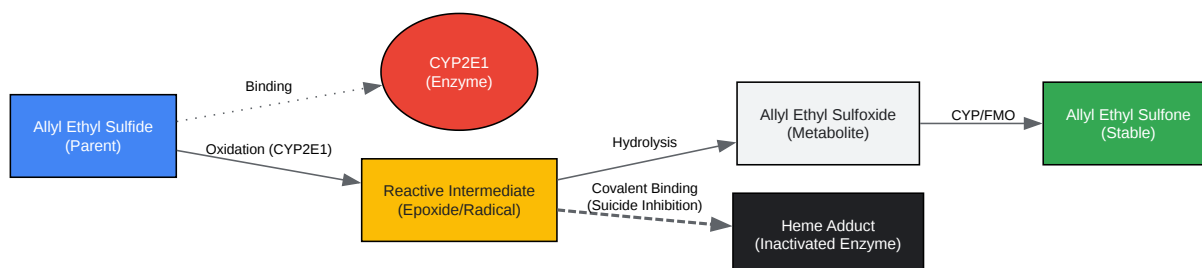 CYP2E1
(Enzyme)
Binding
Allyl Ethyl Sulfide
(Parent)
Oxidation (CYP2E1)
Reactive Intermediate
(Epoxide/Radical)
Hydrolysis
Covalent Binding
(Suicide Inhibition)
Allyl Ethyl Sulfoxide
(Metabolite)
CYP/FMO
Allyl Ethyl Sulfone
(Stable)
Heme Adduct
(Inactivated Enzyme)